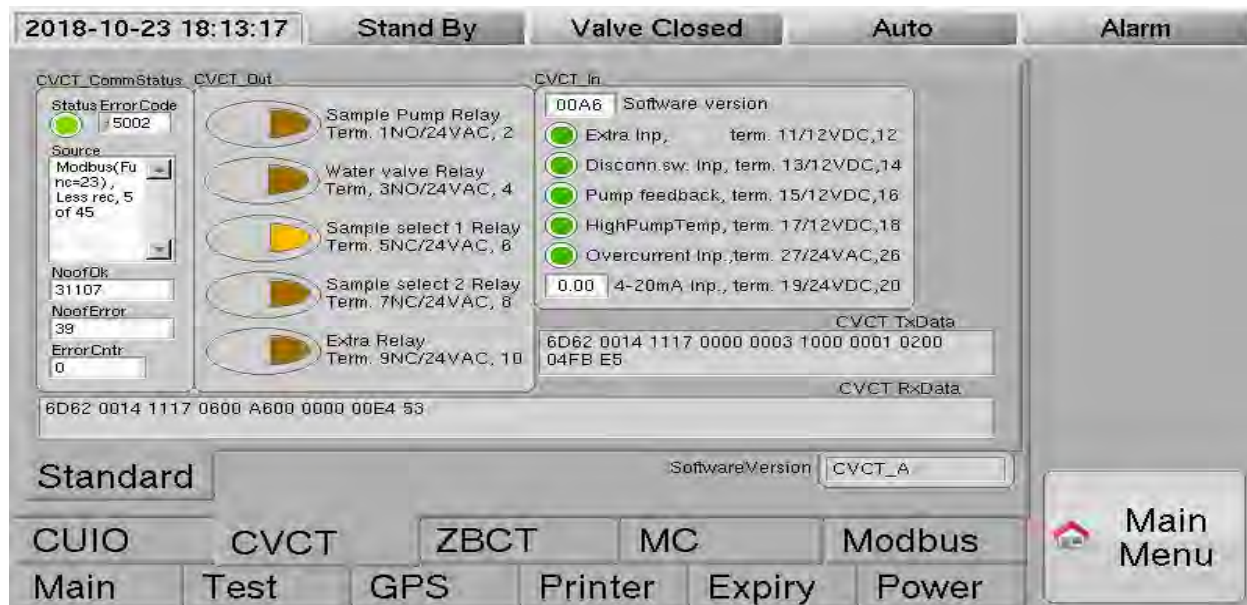 2018-10-23 18:13:17
Stand By
Valve Closed
Auto
Alarm
CVCT_CommStatus
Status ErrorCode
5002
Source
Modbus(Fu
nc=23) ,
Less rec, 5
of 45
NoofOk
31107
NoofError
39
ErrorCntr
0
CVCT_Out
Sample Pump Relay
Term. 1NO/24VAC, 2
Water valve Relay
Term, 3NO/24VAC, 4
Sample select 1 Relay
Term. 5NC/24VAC, 6
Sample select 2 Relay
Term. 7NC/24VAC, 8
Extra Relay
Term. 9NC/24VAC, 10
CVCT_In
00A6 Software version
Extra Inp, term. 11/12VDC,12
Disconn.sw. Inp, term. 13/12VDC,14
Pump feedback, term. 15/12VDC,16
HighPumpTemp, term. 17/12VDC,18
Overcurrent Inp.,term. 27/24VAC,26
0.00 4-20mA Inp., term. 19/24VDC,20
CVCT TxData
6D62 0014 1117 0000 0003 1000 0001 0200
04FB E5
CVCT RxData
6D62 0014 1117 0600 A600 0000 00E4 53
SoftwareVersion CVCT_A
Standard
CUIO
CVCT
ZBCT
MC
Modbus
Main
Test
GPS
Printer
Expiry
Power
Main
Menu